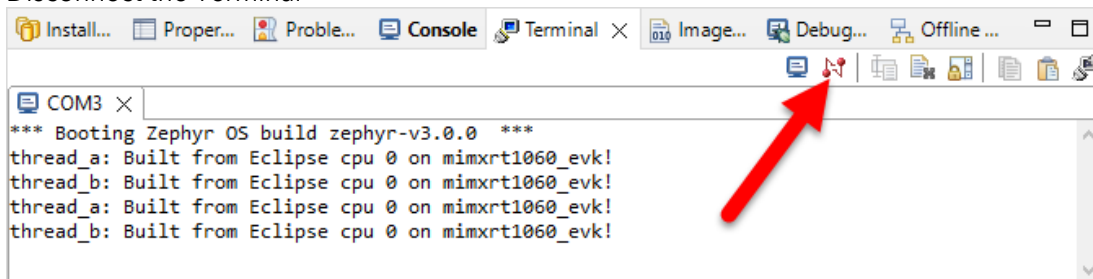 Disconnect the Terminal
Install... Proper... Proble... Console Terminal Image... Debug... Offline ...
COM3
*** Booting Zephyr OS build zephyr-v3.0.0  ***
thread_a: Built from Eclipse cpu 0 on mimxrt1060_evk!
thread_b: Built from Eclipse cpu 0 on mimxrt1060_evk!
thread_a: Built from Eclipse cpu 0 on mimxrt1060_evk!
thread_b: Built from Eclipse cpu 0 on mimxrt1060_evk!